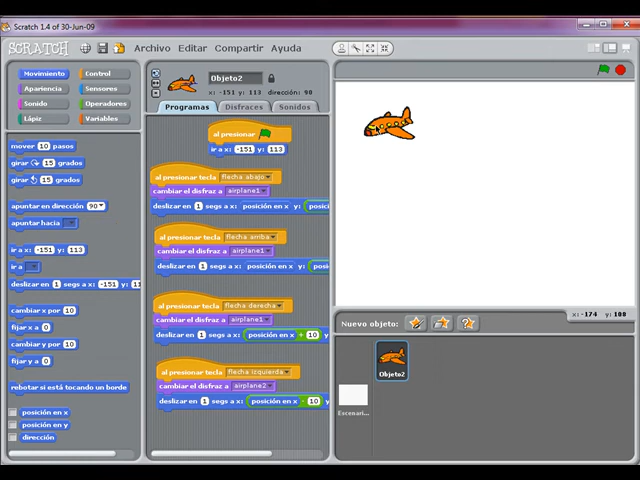 Scratch 1.4 of 30-Jun-09
SCRATCH Archivo Editar Compartir Ayuda
Movimiento Control
Apariencia Sensores
Sonido Operadores
Lápiz Variables
mover 10 pasos
girar 15 grados
girar 15 grados
apuntar en dirección 90
apuntar hacia
ir a x: -151 y: 113
ir a
deslizar en 1 segs a x: -151 y: 11
cambiar x por 10
fijar x a 0
cambiar y por 10
fijar y a 0
rebotar si está tocando un borde
posición en x
posición en y
dirección
Objeto2
x: -151 y: 113 dirección: 90
Programas Disfraces Sonidos
al presionar
ir a x: -151 y: 113
al presionar tecla flecha abajo
cambiar el disfraz a airplane1
deslizar en 1 segs a x: posición en x y: posi
al presionar tecla flecha arriba
cambiar el disfraz a airplane1
deslizar en 1 segs a x: posición en x y: pos
al presionar tecla flecha derecha
cambiar el disfraz a airplane1
deslizar en 1 segs a x: posición en x + 10 y
al presionar tecla flecha izquierda
cambiar el disfraz a airplane2
deslizar en 1 segs a x: posición en x - 10 y
x: -174 y: 108
Nuevo objeto:
Objeto2
Escenari...